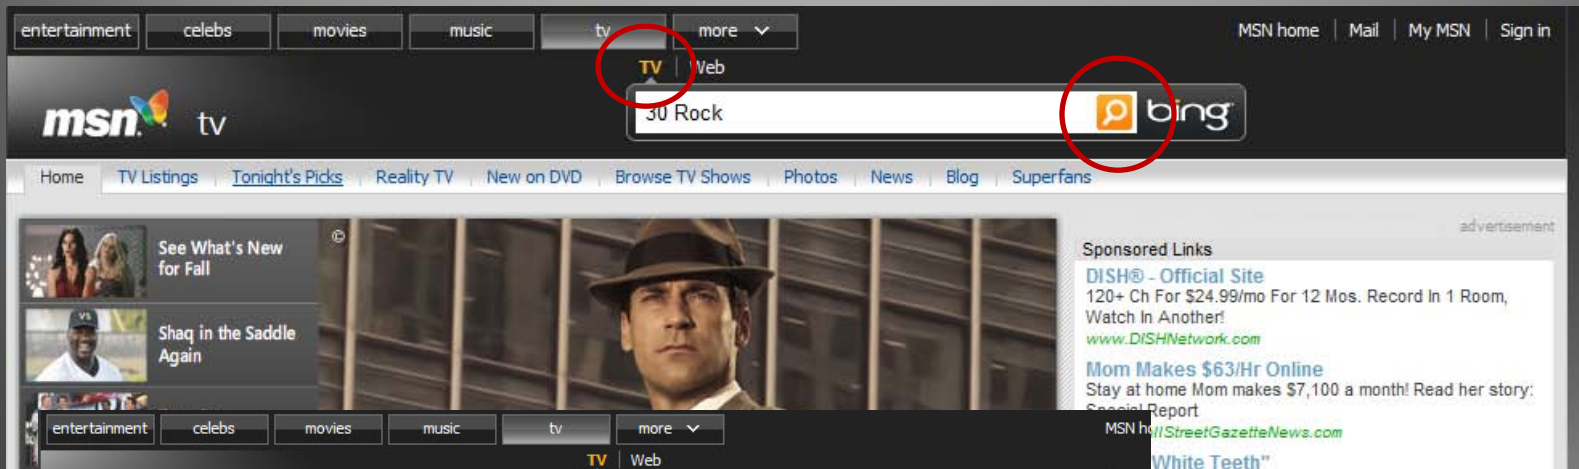 entertainment celebs movies music tv more MSN home Mail My MSN Sign in
TV Web
msn tv
30 Rock
bing
Home TV Listings Tonight's Picks Reality TV New on DVD Browse TV Shows Photos News Blog Superfans
See What's New
for Fall
©
advertisement
Sponsored Links
DISH® - Official Site
120+ Ch For $24.99/mo For 12 Mos. Record In 1 Room,
Watch In Another!
www.DISHNetwork.com
VS
Shaq in the Saddle
Again
Mom Makes $63/Hr Online
Stay at home Mom makes $7,100 a month! Read her story:
Special Report
StreetGazetteNews.com
entertainment celebs movies music tv more MSN
TV Web
White Teeth"